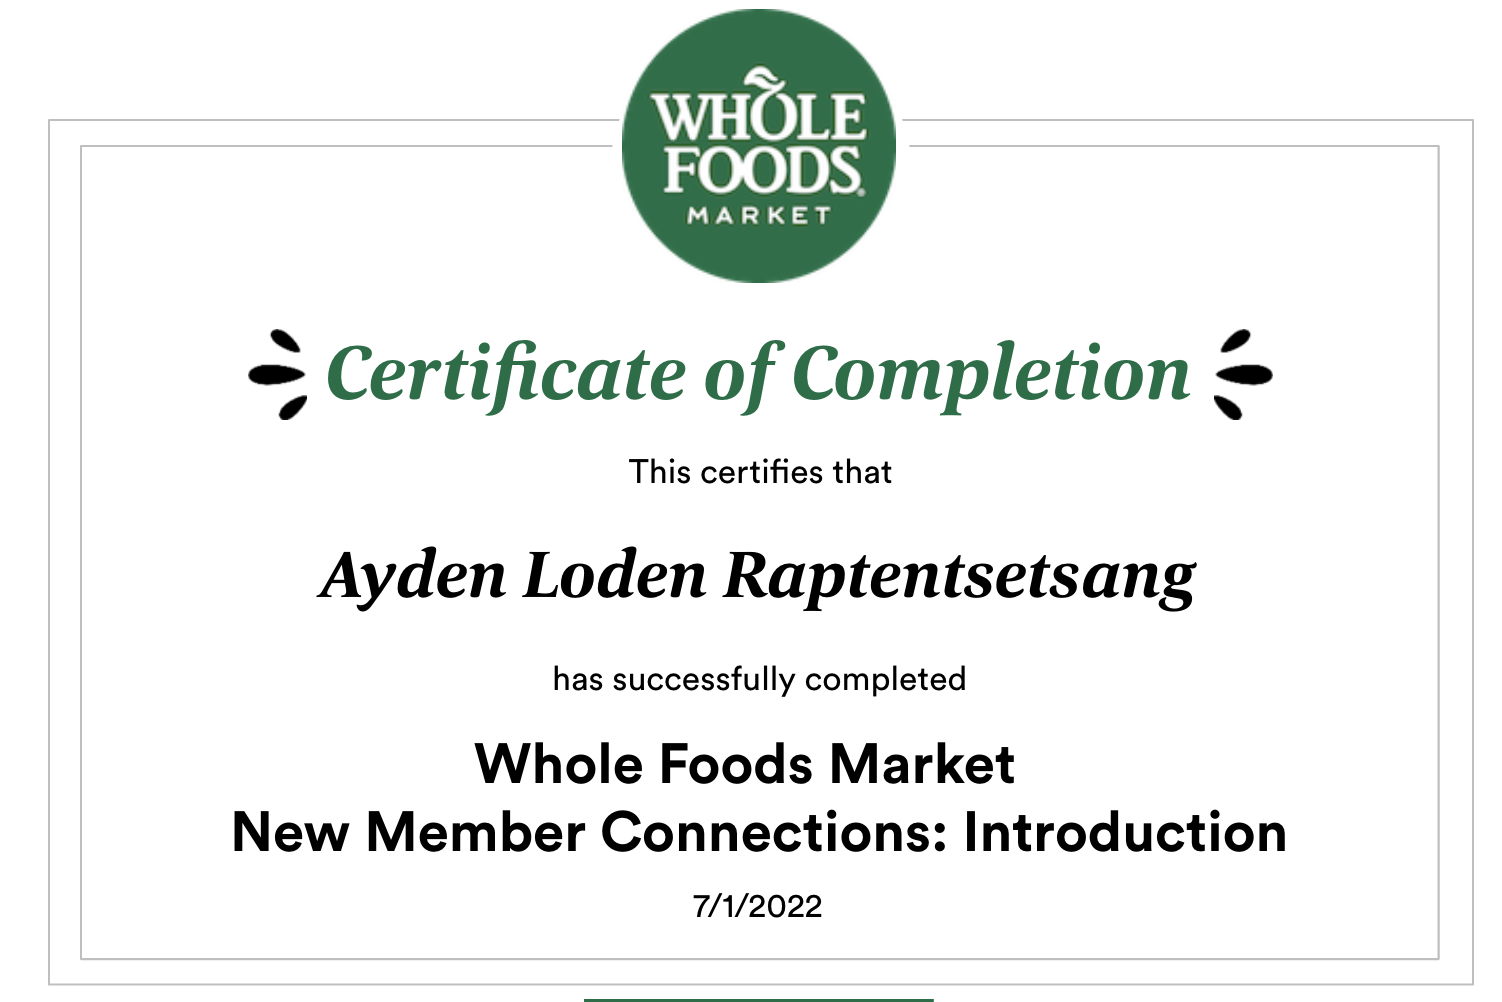 WHOLE
FOODS
MARKET
Certificate of Completion
This certifies that
Ayden Loden Raptentsetsang
has successfully completed
Whole Foods Market
New Member Connections: Introduction
7/1/2022